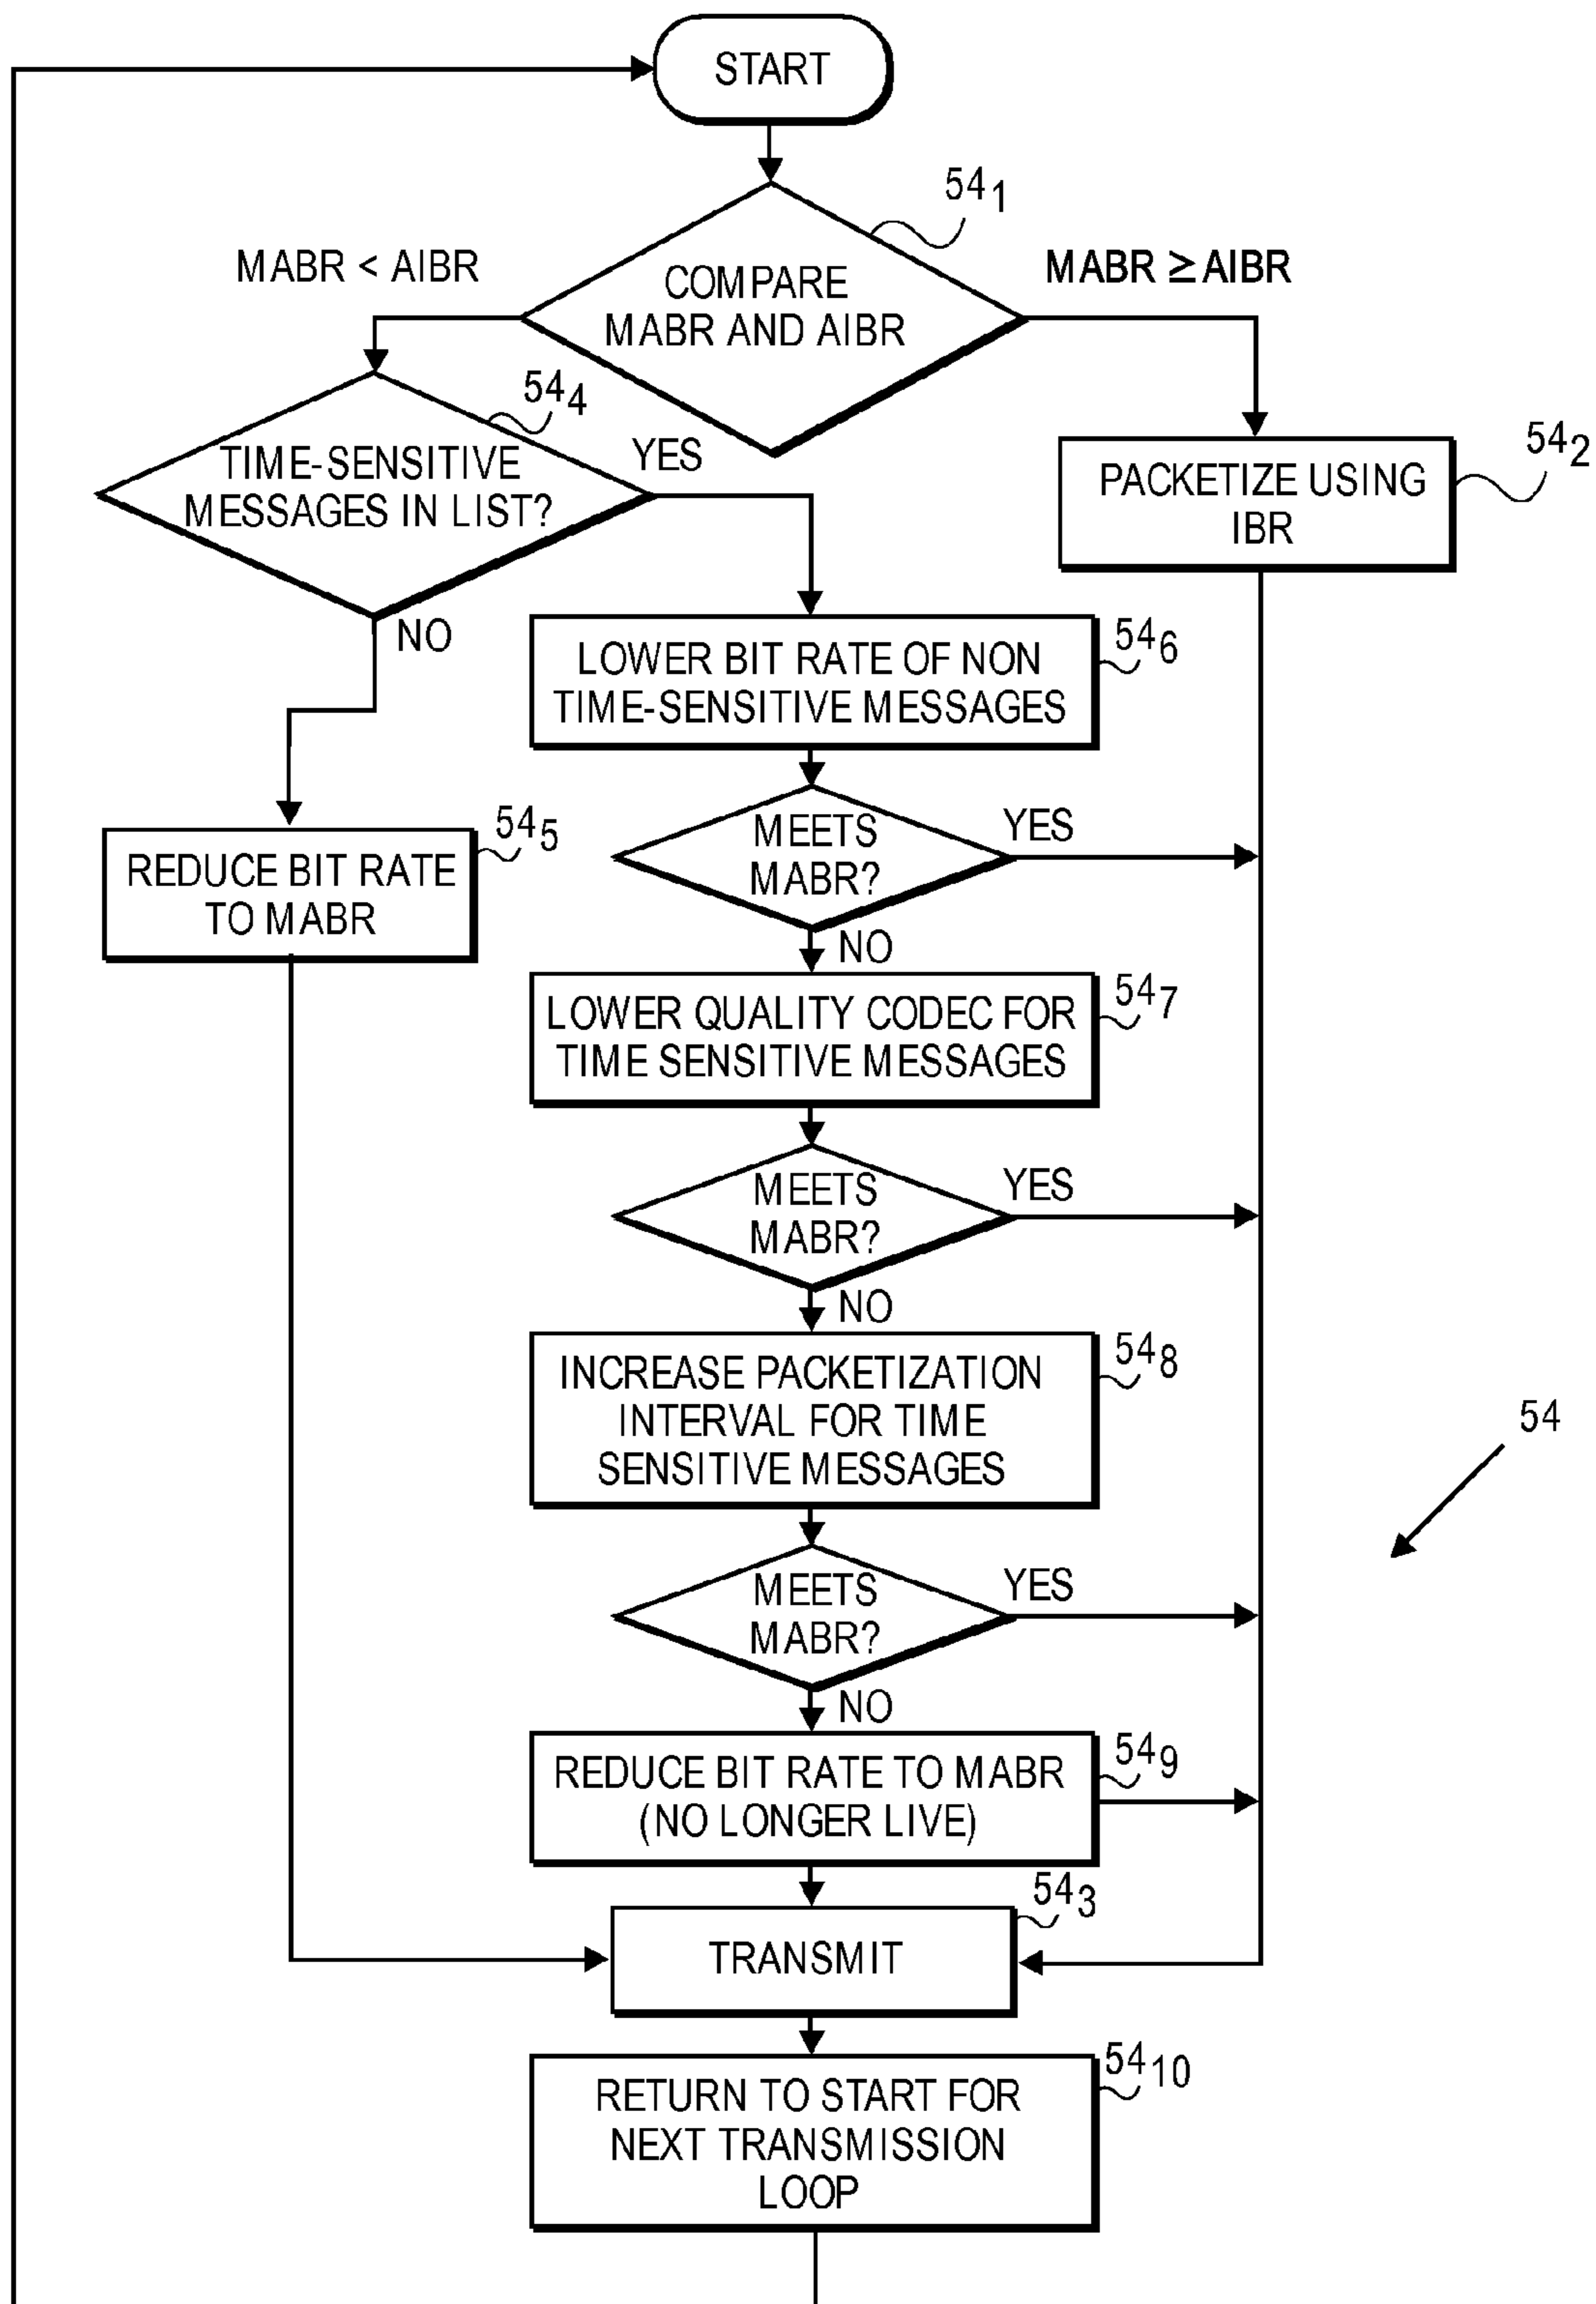 START
54₁
MABR < AIBR
MABR ≥ AIBR
COMPARE
MABR AND AIBR
54₄
TIME-SENSITIVE
MESSAGES IN LIST?
YES
54₂
PACKETIZE USING
IBR
NO
54₆
LOWER BIT RATE OF NON
TIME-SENSITIVE MESSAGES
54₅
REDUCE BIT RATE
TO MABR
MEETS
MABR?
YES
NO
54₇
LOWER QUALITY CODEC FOR
TIME SENSITIVE MESSAGES
MEETS
MABR?
YES
NO
54₈
INCREASE PACKETIZATION
INTERVAL FOR TIME
SENSITIVE MESSAGES
54
MEETS
MABR?
YES
NO
54₉
REDUCE BIT RATE TO MABR
(NO LONGER LIVE)
54₃
TRANSMIT
54₁₀
RETURN TO START FOR
NEXT TRANSMISSION
LOOP